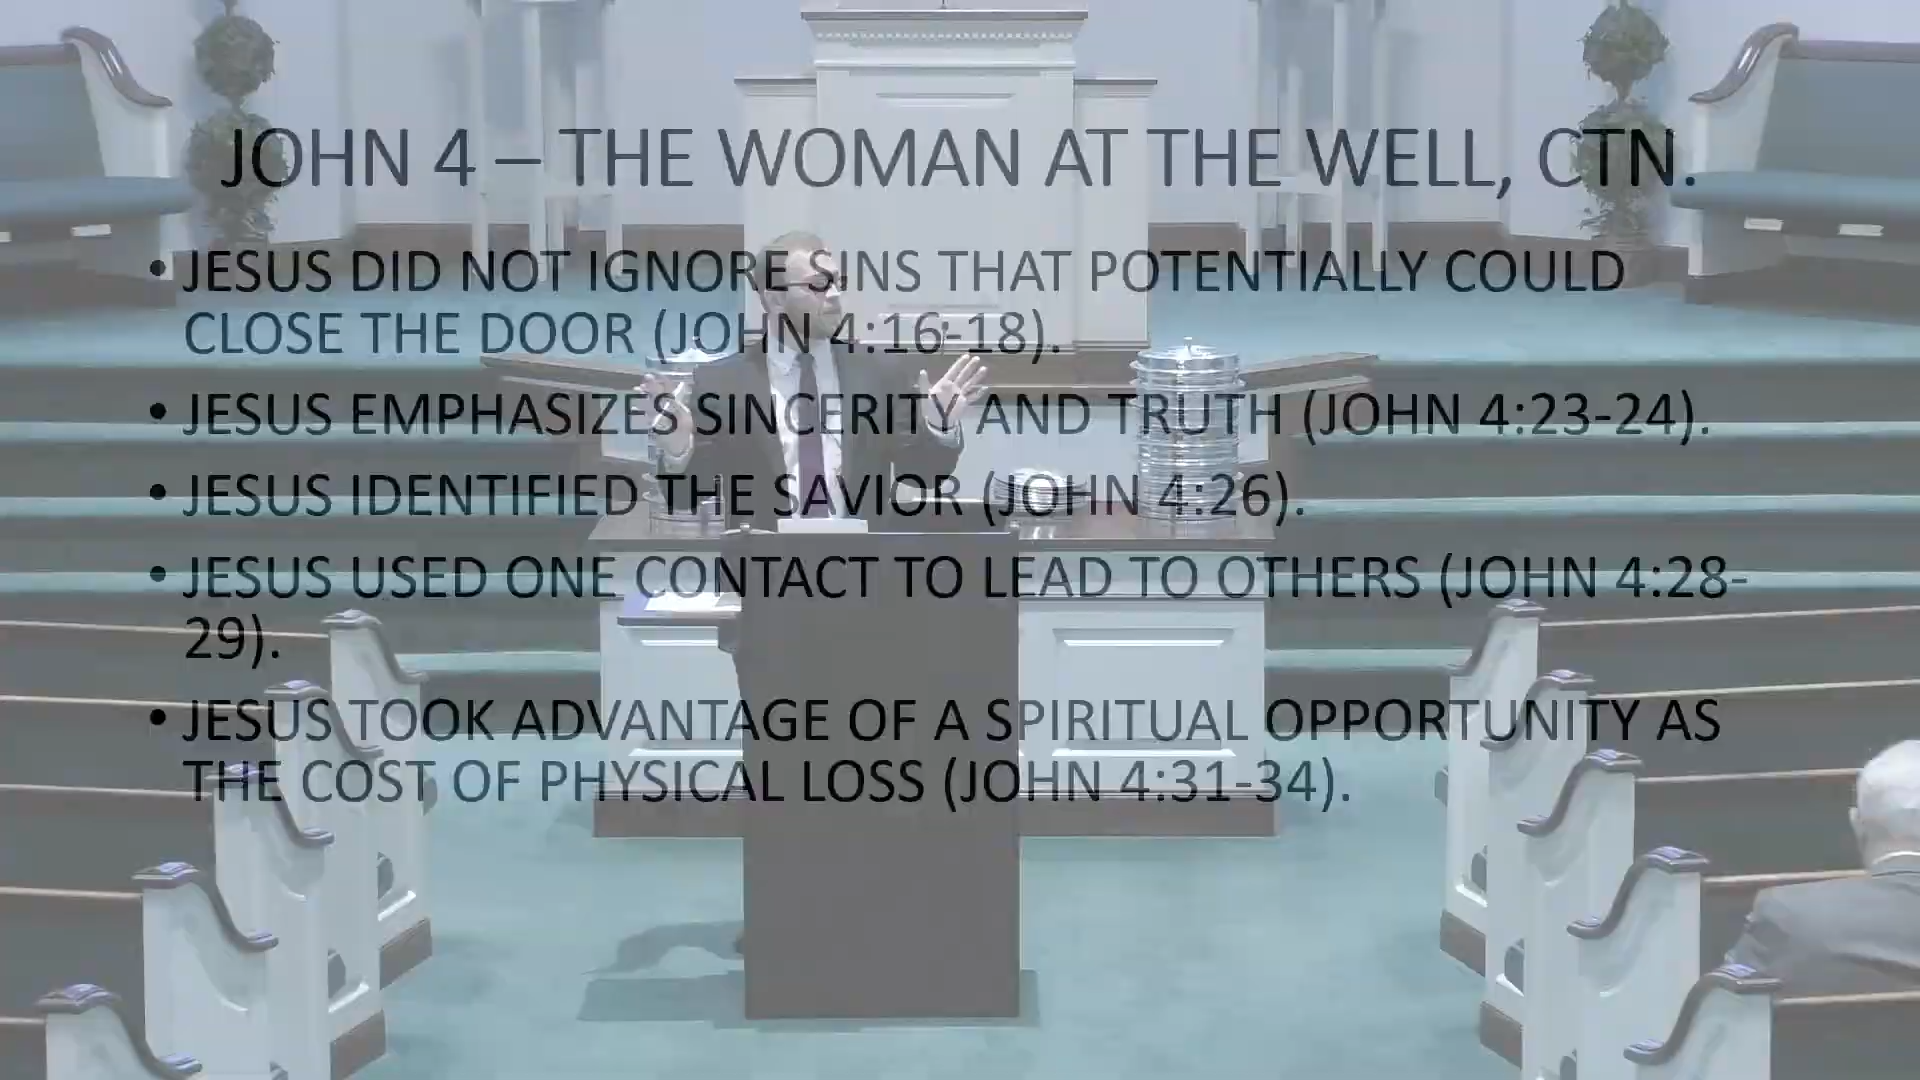 JOHN 4 – THE WOMAN AT THE WELL, CTN.
• JESUS DID NOT IGNORE SINS THAT POTENTIALLY COULD
CLOSE THE DOOR (JOHN 4:16-18).
• JESUS EMPHASIZES SINCERITY AND TRUTH (JOHN 4:23-24).
• JESUS IDENTIFIED THE SAVIOR (JOHN 4:26).
• JESUS USED ONE CONTACT TO LEAD TO OTHERS (JOHN 4:28-
29).
• JESUS TOOK ADVANTAGE OF A SPIRITUAL OPPORTUNITY AS
THE COST OF PHYSICAL LOSS (JOHN 4:31-34).